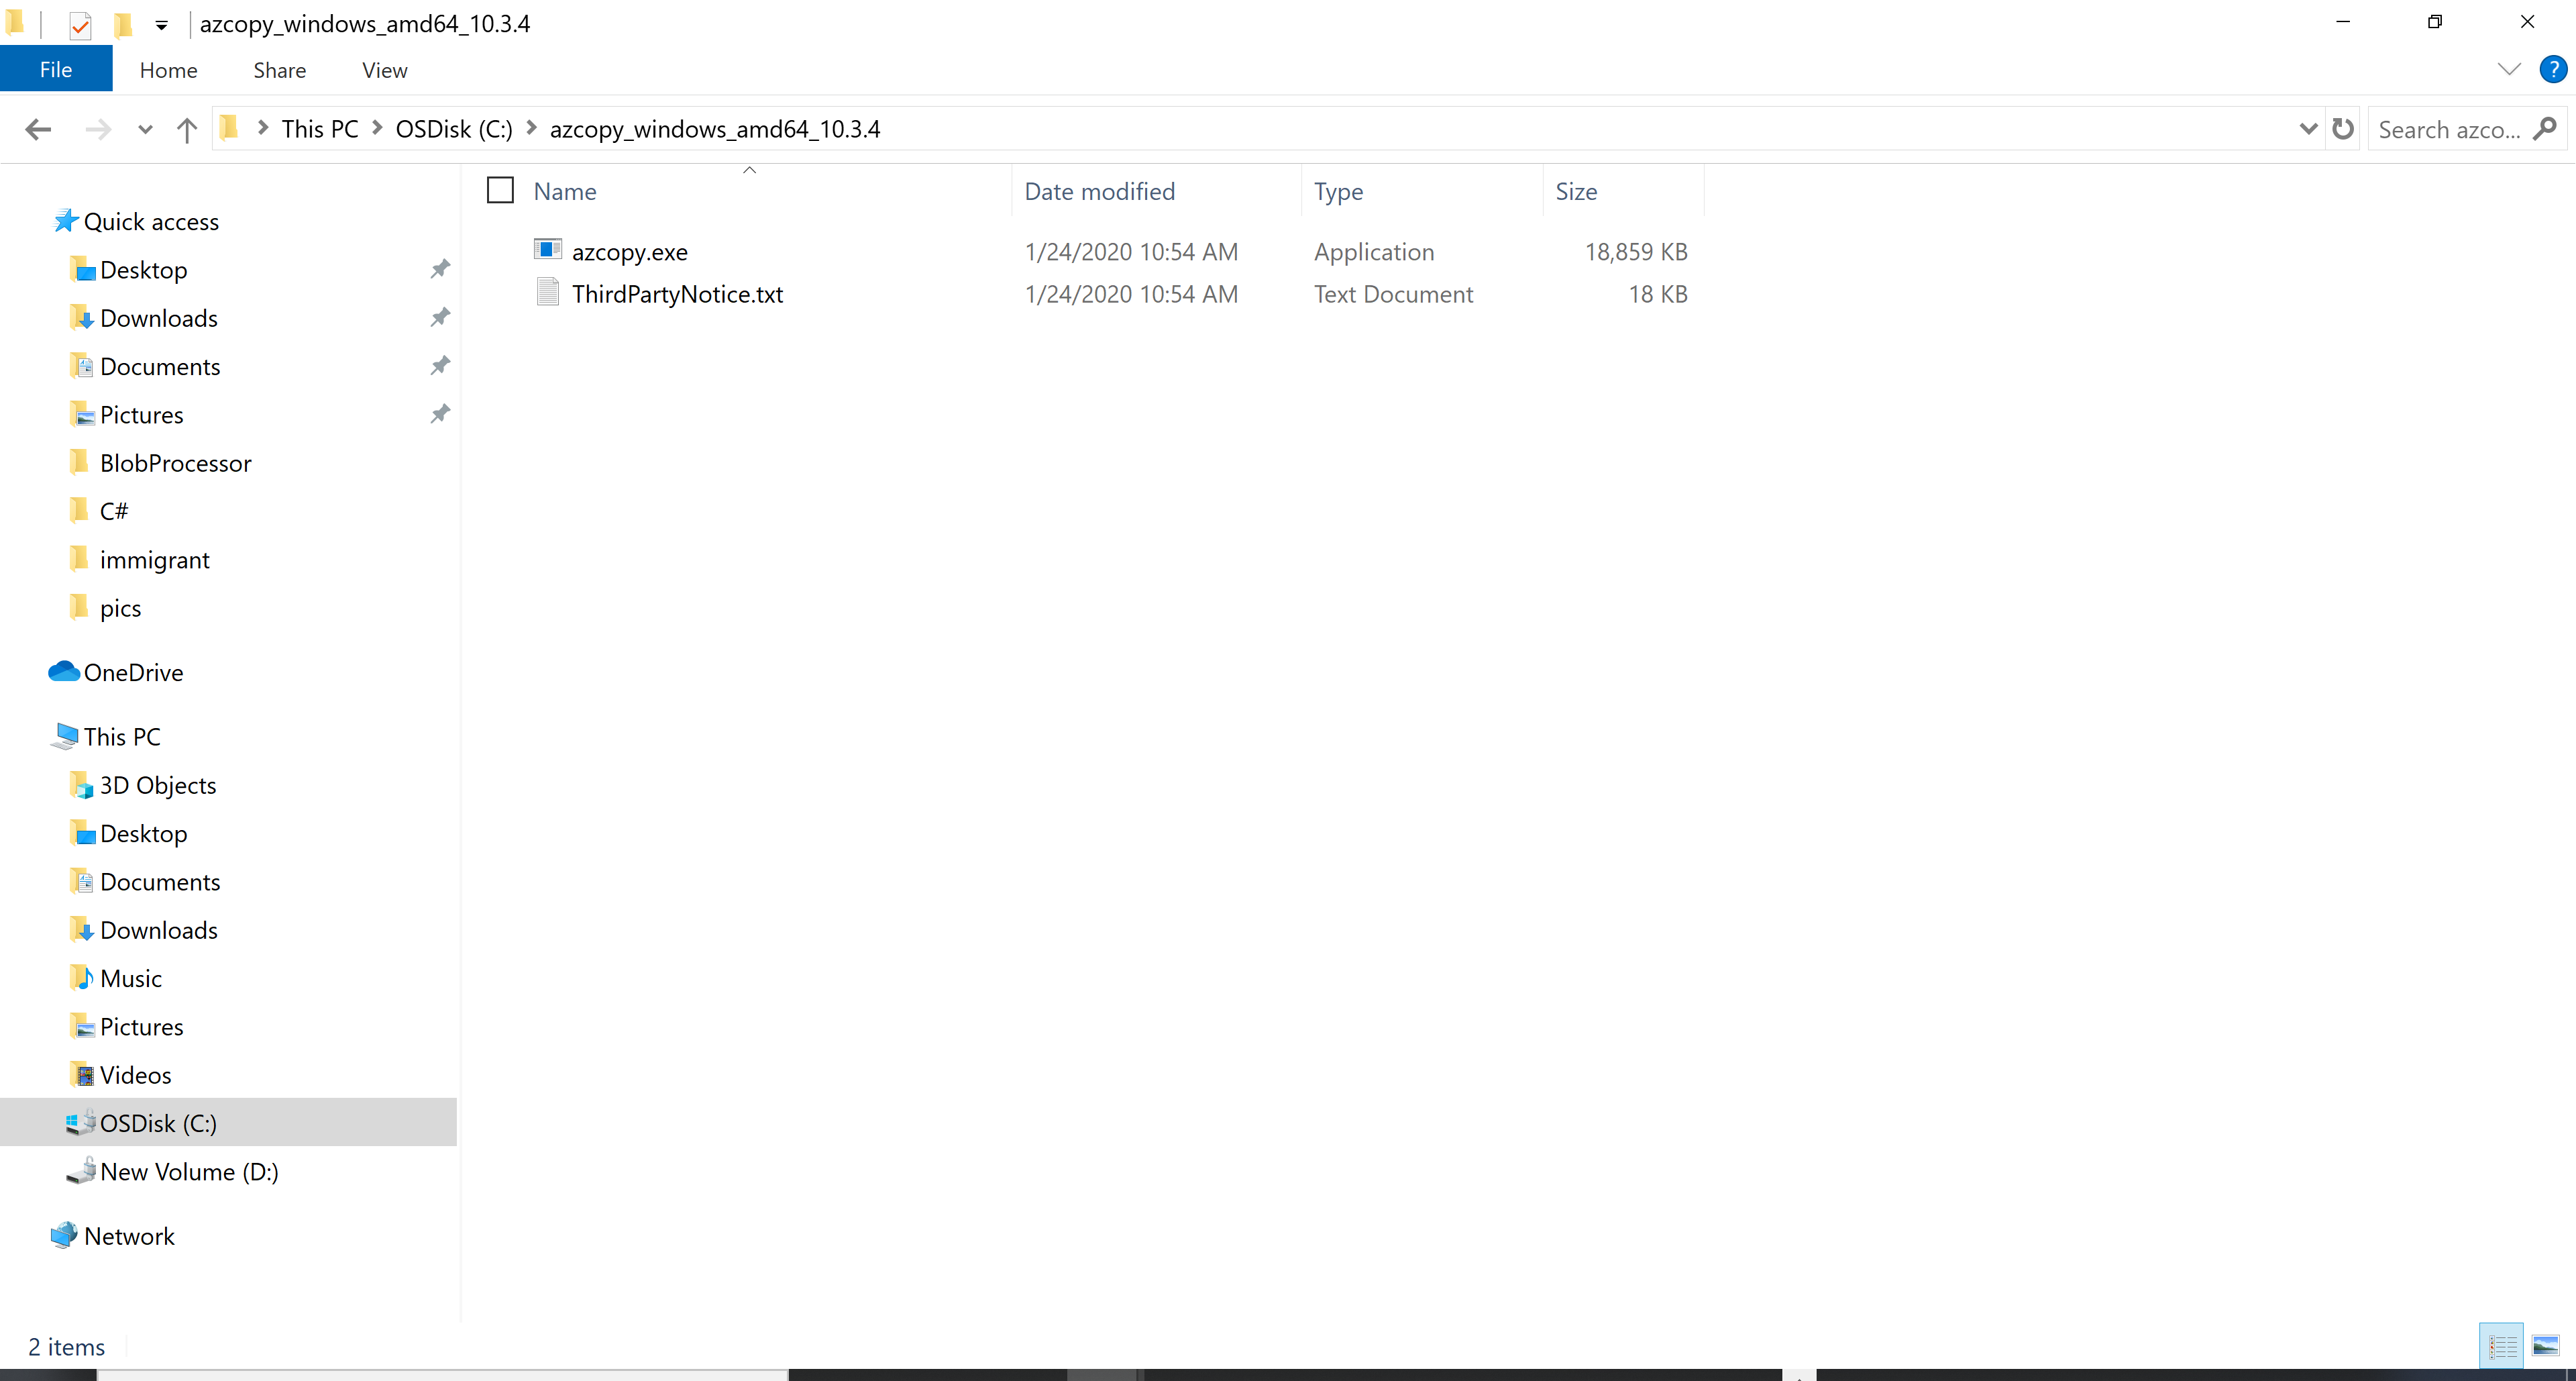 azcopy_windows_amd64_10.3.4
File Home Share View
?
This PC OSDisk (C:) azcopy_windows_amd64_10.3.4
Search azco...
Name Date modified Type Size
azcopy.exe 1/24/2020 10:54 AM Application 18,859 KB
ThirdPartyNotice.txt 1/24/2020 10:54 AM Text Document 18 KB
Quick access
Desktop
Downloads
Documents
Pictures
BlobProcessor
C#
immigrant
pics
OneDrive
This PC
3D Objects
Desktop
Documents
Downloads
Music
Pictures
Videos
OSDisk (C:)
New Volume (D:)
Network
2 items